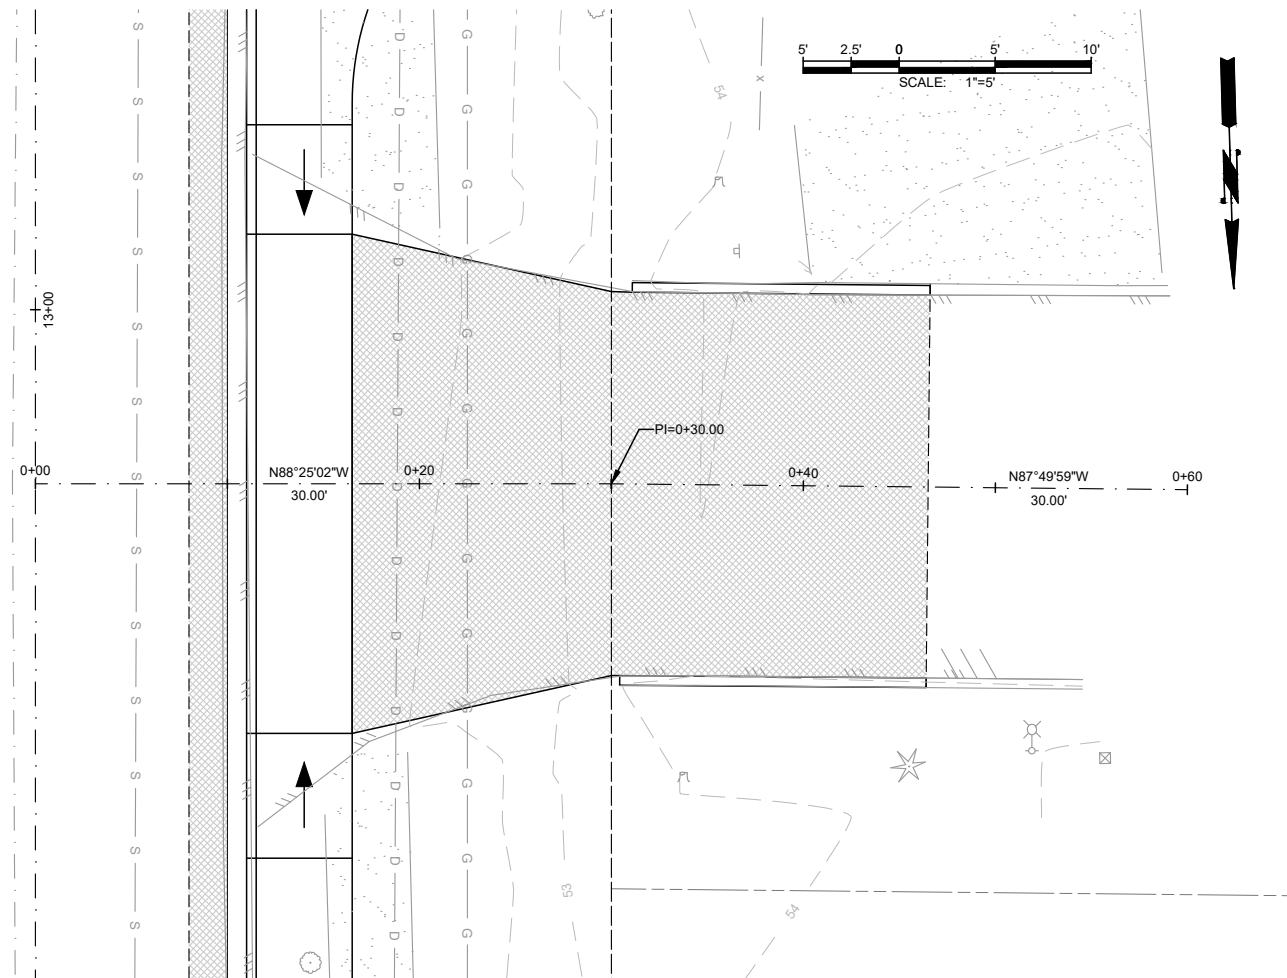 5' 2.5' 0 5' 10'
SCALE: 1"=5'
54
x
13+00
PI=0+30.00
0+00
N88°25'02"W
30.00'
0+20
0+40
N87°49'59"W
30.00'
0+60
53
54
S S S S S S S S S S S S S
D D D D D D D D D D D D D
G G G G G G G G G G G G G